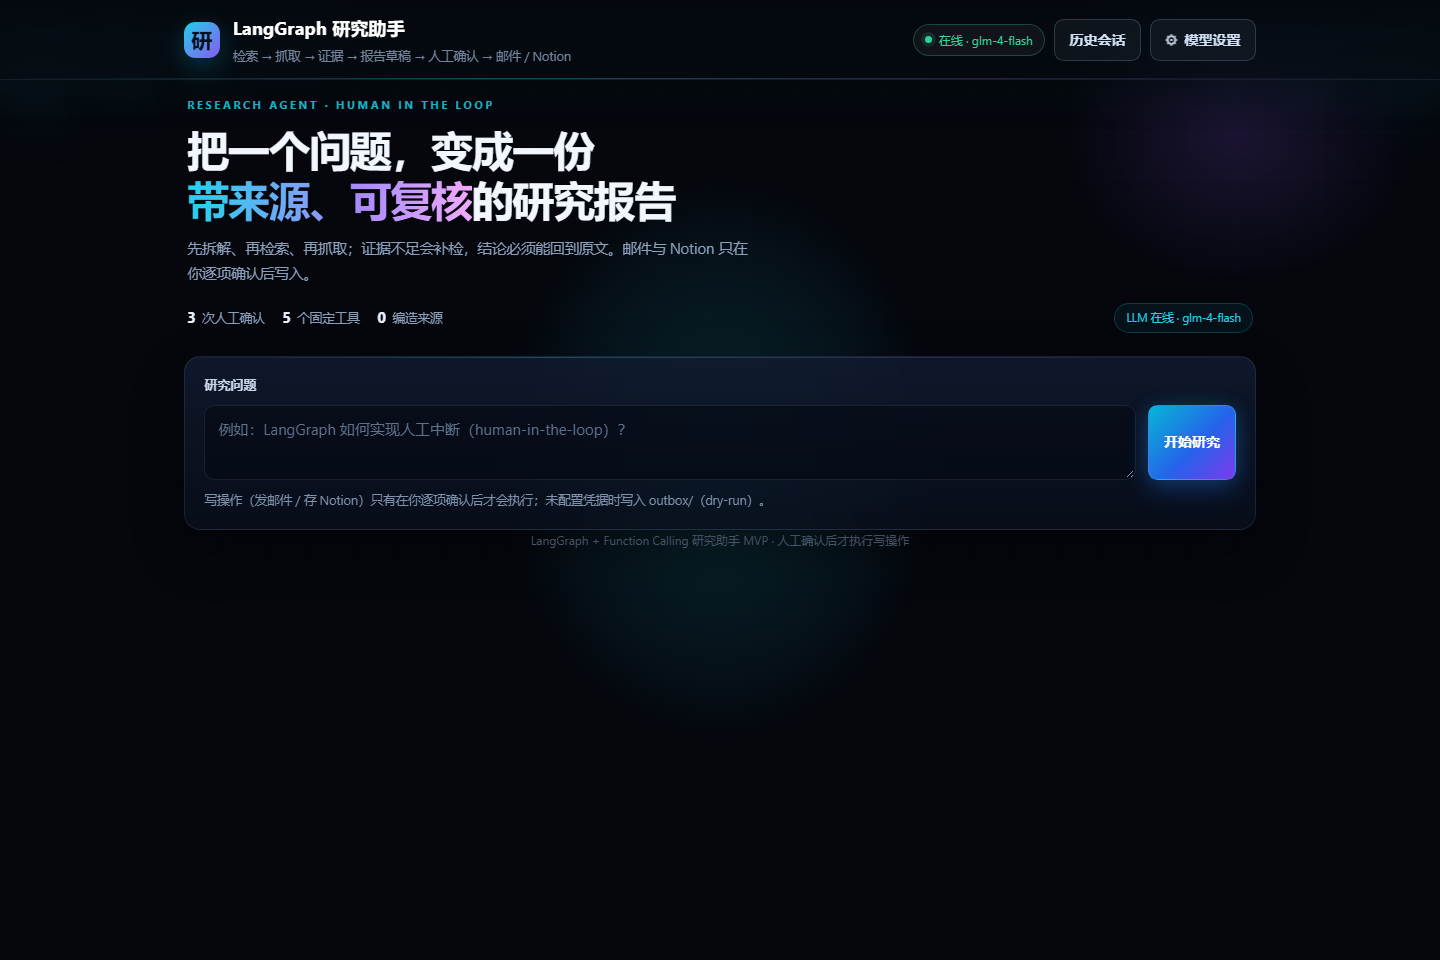 研
LangGraph 研究助手
检索 → 抓取 → 证据 → 报告草稿 → 人工确认 → 邮件 / Notion
在线 · glm-4-flash
历史会话
⚙ 模型设置
RESEARCH AGENT · HUMAN IN THE LOOP
把一个问题，变成一份
带来源、可复核的研究报告
先拆解、再检索、再抓取；证据不足会补检，结论必须能回到原文。邮件与 Notion 只在
你逐项确认后写入。
3 次人工确认 5 个固定工具 0 编造来源
LLM 在线 · glm-4-flash
研究问题
例如：LangGraph 如何实现人工中断（human-in-the-loop）？
开始研究
写操作（发邮件 / 存 Notion）只有在你逐项确认后才会执行；未配置凭据时写入 outbox/（dry-run）。
LangGraph + Function Calling 研究助手 MVP · 人工确认后才执行写操作